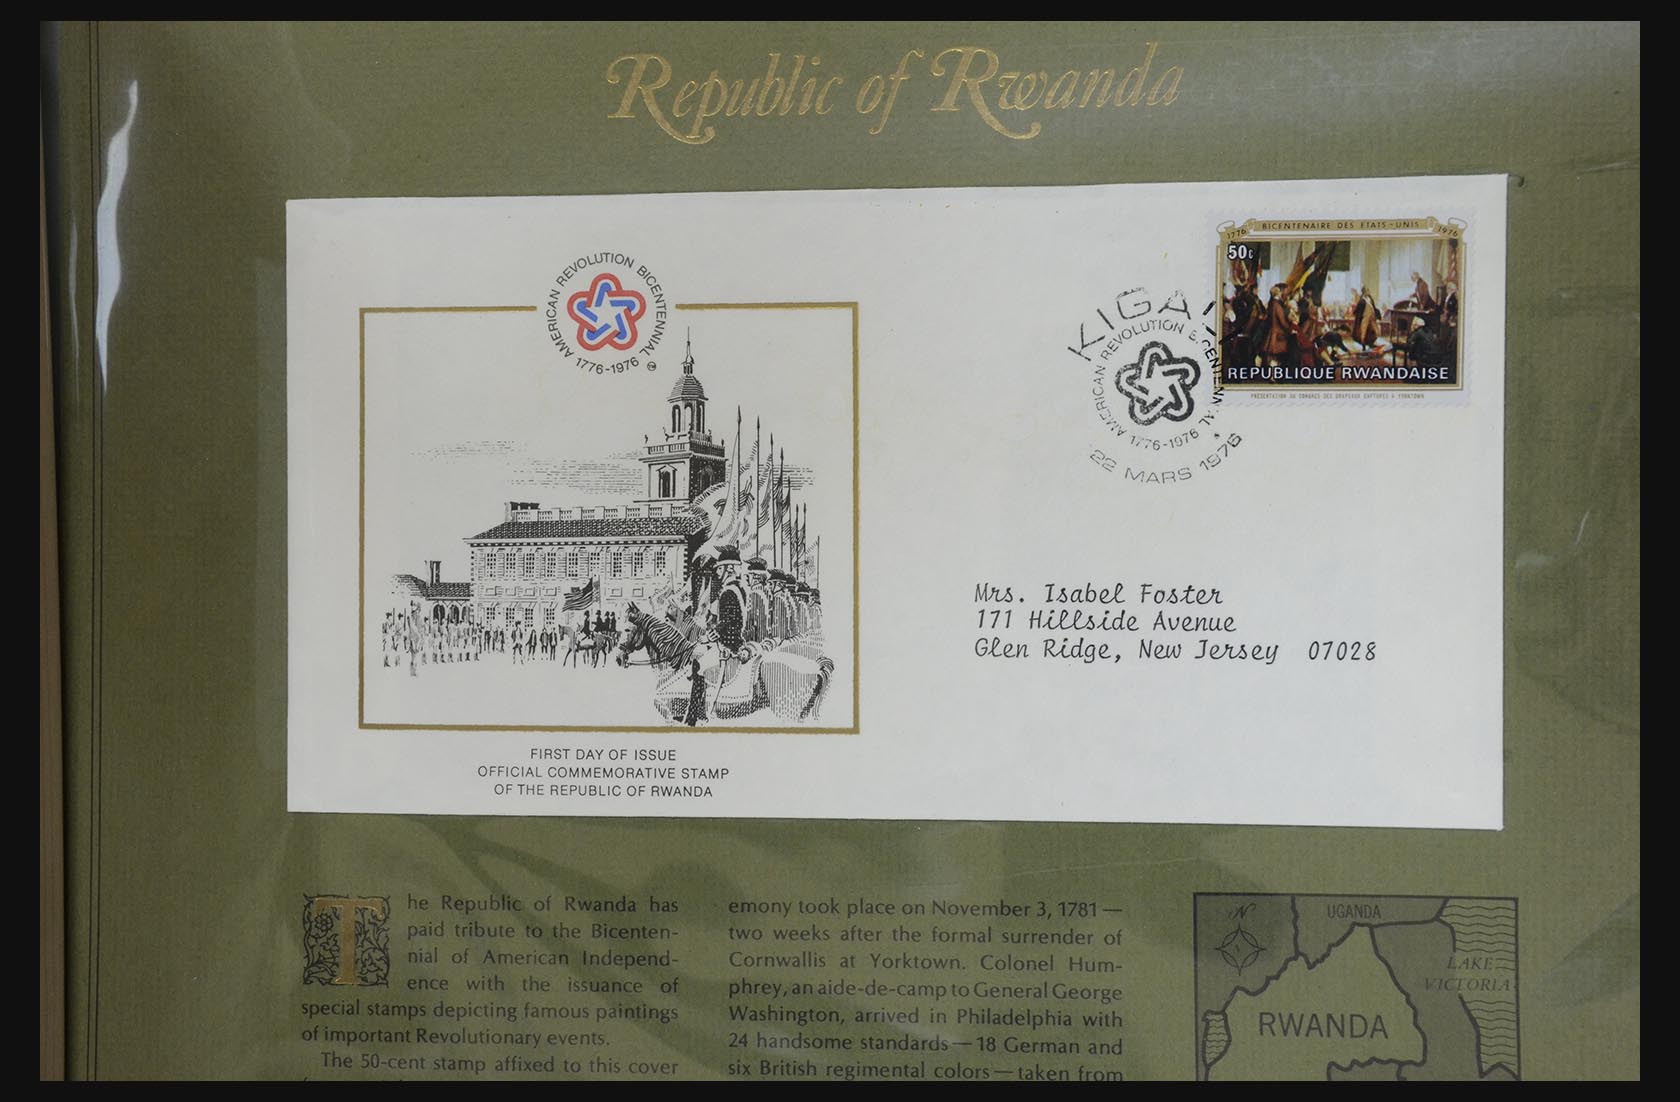 Republic of Rwanda
AMERICAN REVOLUTION BICENTENNIAL
1776-1976
1776 BICENTENAIRE DES ETATS-UNIS 1976
50c
REPUBLIQUE RWANDAISE
PRESENTATION AU CONGRES DES DRAPEAUX CAPTURES A YORKTOWN
KIGALI
AMERICAN REVOLUTION BICENTENNIAL
1776-1976
22 MARS 1976
Mrs. Isabel Foster
171 Hillside Avenue
Glen Ridge, New Jersey 07028
FIRST DAY OF ISSUE
OFFICIAL COMMEMORATIVE STAMP
OF THE REPUBLIC OF RWANDA
The Republic of Rwanda has
paid tribute to the Bicenten-
nial of American Independ-
ence with the issuance of
special stamps depicting famous paintings
of important Revolutionary events.
The 50-cent stamp affixed to this cover
emony took place on November 3, 1781—
two weeks after the formal surrender of
Cornwallis at Yorktown. Colonel Hum-
phrey, an aide-de-camp to General George
Washington, arrived in Philadelphia with
24 handsome standards—18 German and
six British regimental colors—taken from
N
UGANDA
LAKE
VICTORIA
RWANDA